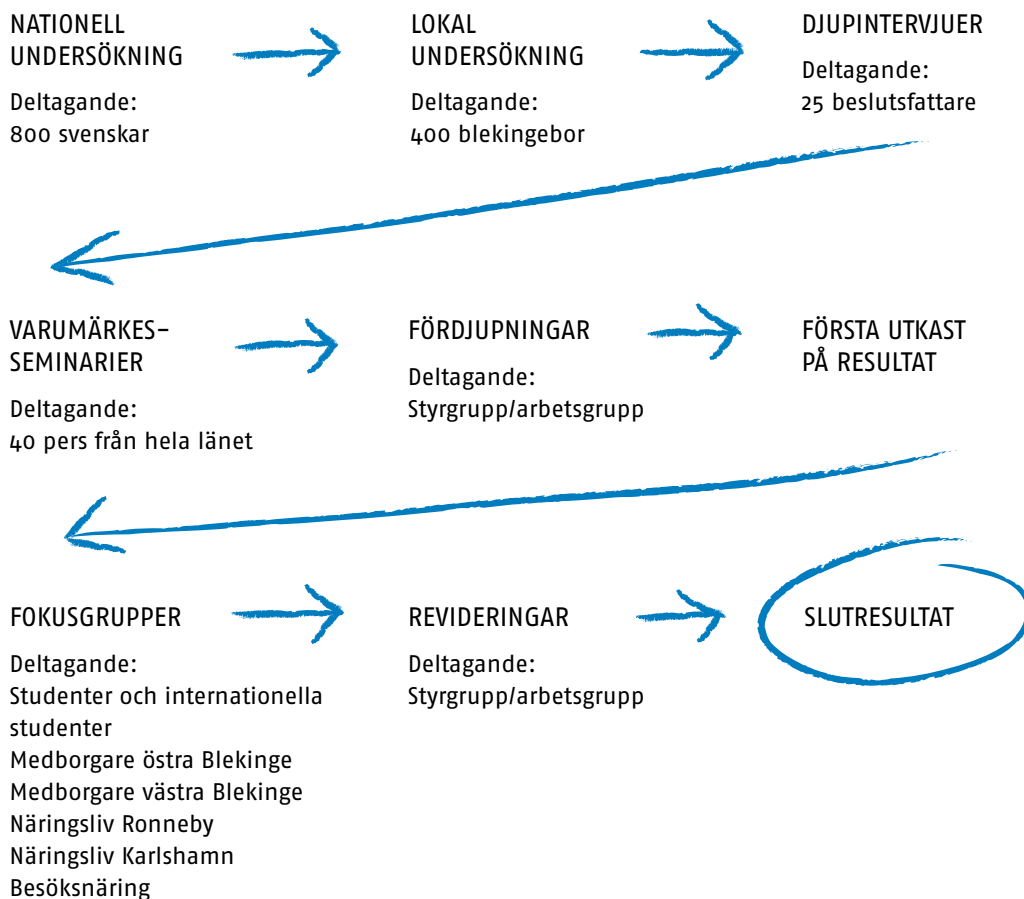 NATIONELL
UNDERSÖKNING
Deltagande:
800 svenskar
LOKAL
UNDERSÖKNING
Deltagande:
400 blekingebor
DJUPINTERVJUER
Deltagande:
25 beslutsfattare
VARUMÄRKES-
SEMINARIER
Deltagande:
40 pers från hela länet
FÖRDJUPNINGAR
Deltagande:
Styrgrupp/arbetsgrupp
FÖRSTA UTKAST
PÅ RESULTAT
FOKUSGRUPPER
Deltagande:
Studenter och internationella
studenter
Medborgare östra Blekinge
Medborgare västra Blekinge
Näringsliv Ronneby
Näringsliv Karlshamn
Besöksnäring
REVIDERINGAR
Deltagande:
Styrgrupp/arbetsgrupp
SLUTRESULTAT